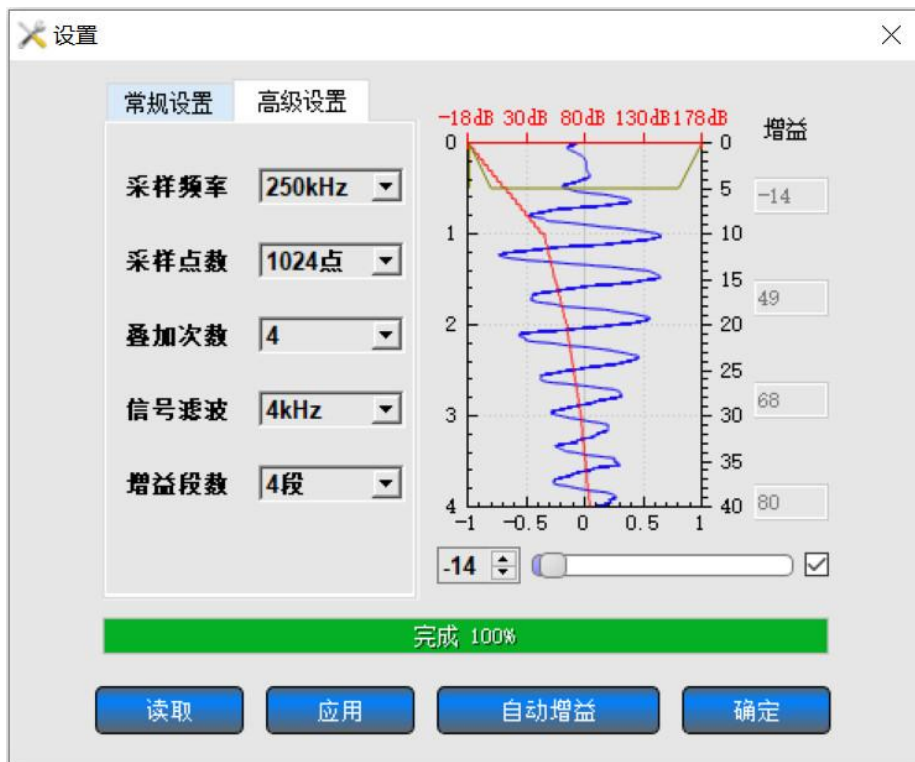 设置
常规设置 高级设置
采样频率 250kHz
采样点数 1024点
叠加次数 4
信号滤波 4kHz
增益段数 4段
-18dB 30dB 80dB 130dB 178dB
增益
0 0
5 -14
1 10
15 49
2 20
25
3 30 68
35
4 40 80
-1 -0.5 0 0.5 1
-14
完成 100%
读取 应用 自动增益 确定